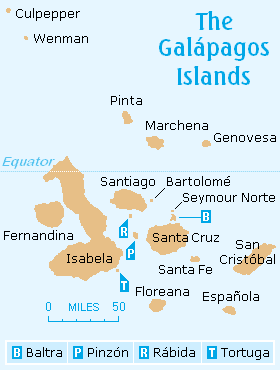 Culpepper
Wenman
The
Galápagos
Islands
Pinta
Marchena
Genovesa
Equator
Santiago
Bartolomé
Seymour Norte
B
R
P
Fernandina
Santa Cruz
Isabela
Santa Fe
San
Cristóbal
T
Floreana
Española
0 MILES 50
B Baltra P Pinzón R Rábida T Tortuga